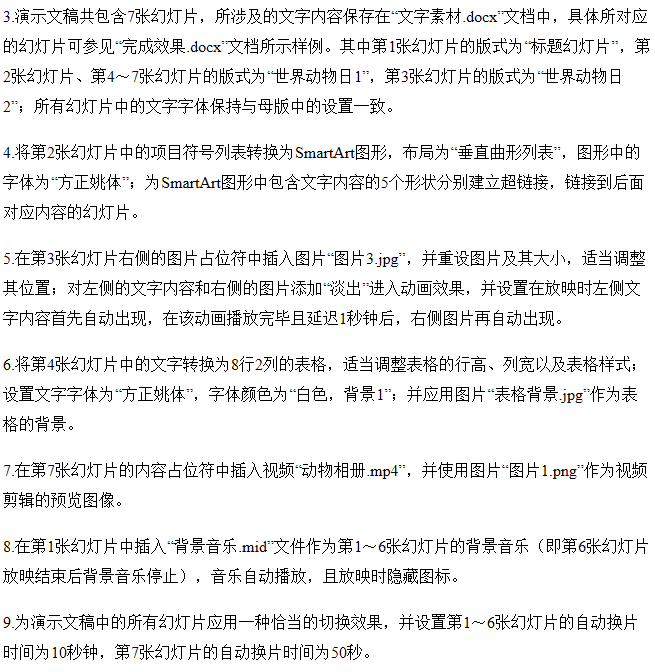 3.演示文稿共包含7张幻灯片，所涉及的文字内容保存在“文字素材.docx”文档中，具体所对应
的幻灯片可参见“完成效果.docx”文档所示样例。其中第1张幻灯片的版式为“标题幻灯片”，第
2张幻灯片、第4～7张幻灯片的版式为“世界动物日1”，第3张幻灯片的版式为“世界动物日
2”；所有幻灯片中的文字字体保持与母版中的设置一致。
4.将第2张幻灯片中的项目符号列表转换为SmartArt图形，布局为“垂直曲形列表”，图形中的
字体为“方正姚体”；为SmartArt图形中包含文字内容的5个形状分别建立超链接，链接到后面
对应内容的幻灯片。
5.在第3张幻灯片右侧的图片占位符中插入图片“图片3.jpg”，并重设图片及其大小，适当调整
其位置；对左侧的文字内容和右侧的图片添加“淡出”进入动画效果，并设置在放映时左侧文
字内容首先自动出现，在该动画播放完毕且延迟1秒钟后，右侧图片再自动出现。
6.将第4张幻灯片中的文字转换为8行2列的表格，适当调整表格的行高、列宽以及表格样式；
设置文字字体为“方正姚体”，字体颜色为“白色，背景1”；并应用图片“表格背景.jpg”作为表
格的背景。
7.在第7张幻灯片的内容占位符中插入视频“动物相册.mp4”，并使用图片“图片1.png”作为视频
剪辑的预览图像。
8.在第1张幻灯片中插入“背景音乐.mid”文件作为第1～6张幻灯片的背景音乐（即第6张幻灯片
放映结束后背景音乐停止），音乐自动播放，且放映时隐藏图标。
9.为演示文稿中的所有幻灯片应用一种恰当的切换效果，并设置第1～6张幻灯片的自动换片
时间为10秒钟，第7张幻灯片的自动换片时间为50秒。